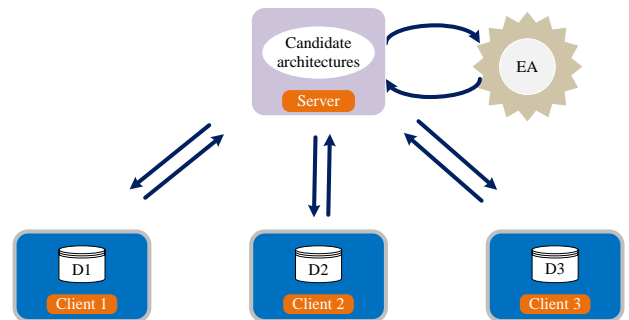 Candidate
architectures
EA
Server
D1
D2
D3
Client 1
Client 2
Client 3